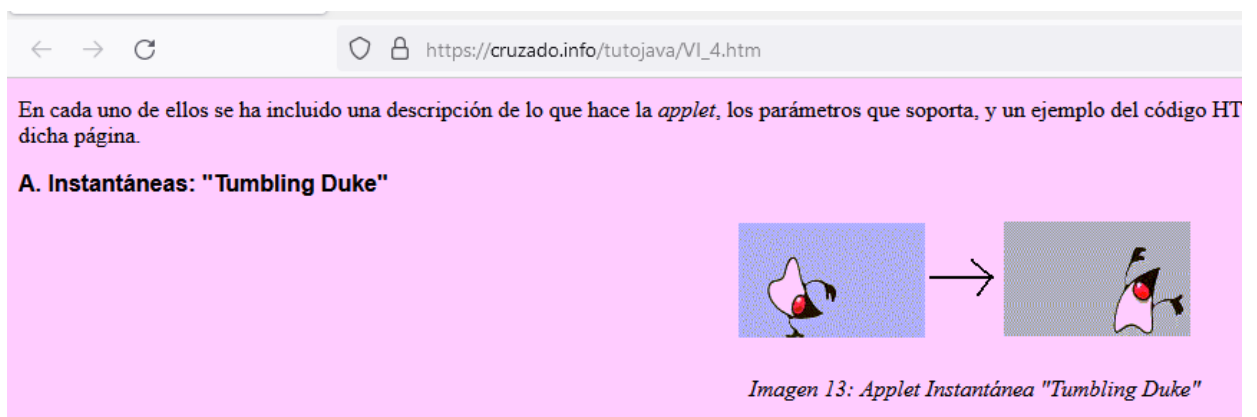 https://cruzado.info/tutojava/VI_4.htm
En cada uno de ellos se ha incluido una descripción de lo que hace la applet, los parámetros que soporta, y un ejemplo del código HT
dicha página.
A. Instantáneas: "Tumbling Duke"
Imagen 13: Applet Instantánea "Tumbling Duke"